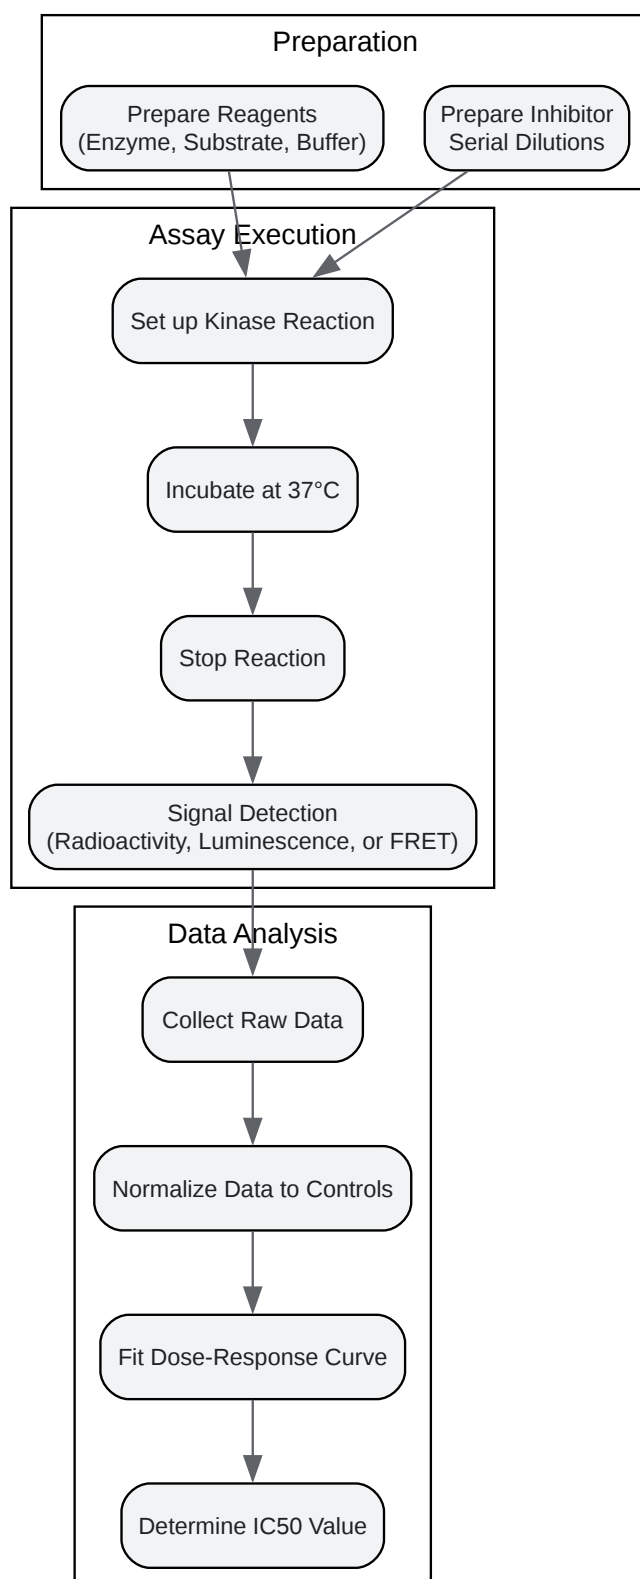 Preparation
Prepare Reagents
(Enzyme, Substrate, Buffer)
Prepare Inhibitor
Serial Dilutions
Assay Execution
Set up Kinase Reaction
Incubate at 37°C
Stop Reaction
Signal Detection
(Radioactivity, Luminescence, or FRET)
Data Analysis
Collect Raw Data
Normalize Data to Controls
Fit Dose-Response Curve
Determine IC50 Value